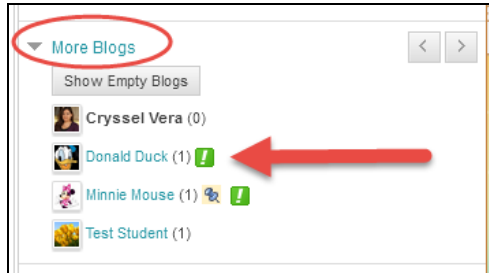 More Blogs
Show Empty Blogs
Cryssel Vera (0)
Donald Duck (1)
Minnie Mouse (1)
Test Student (1)